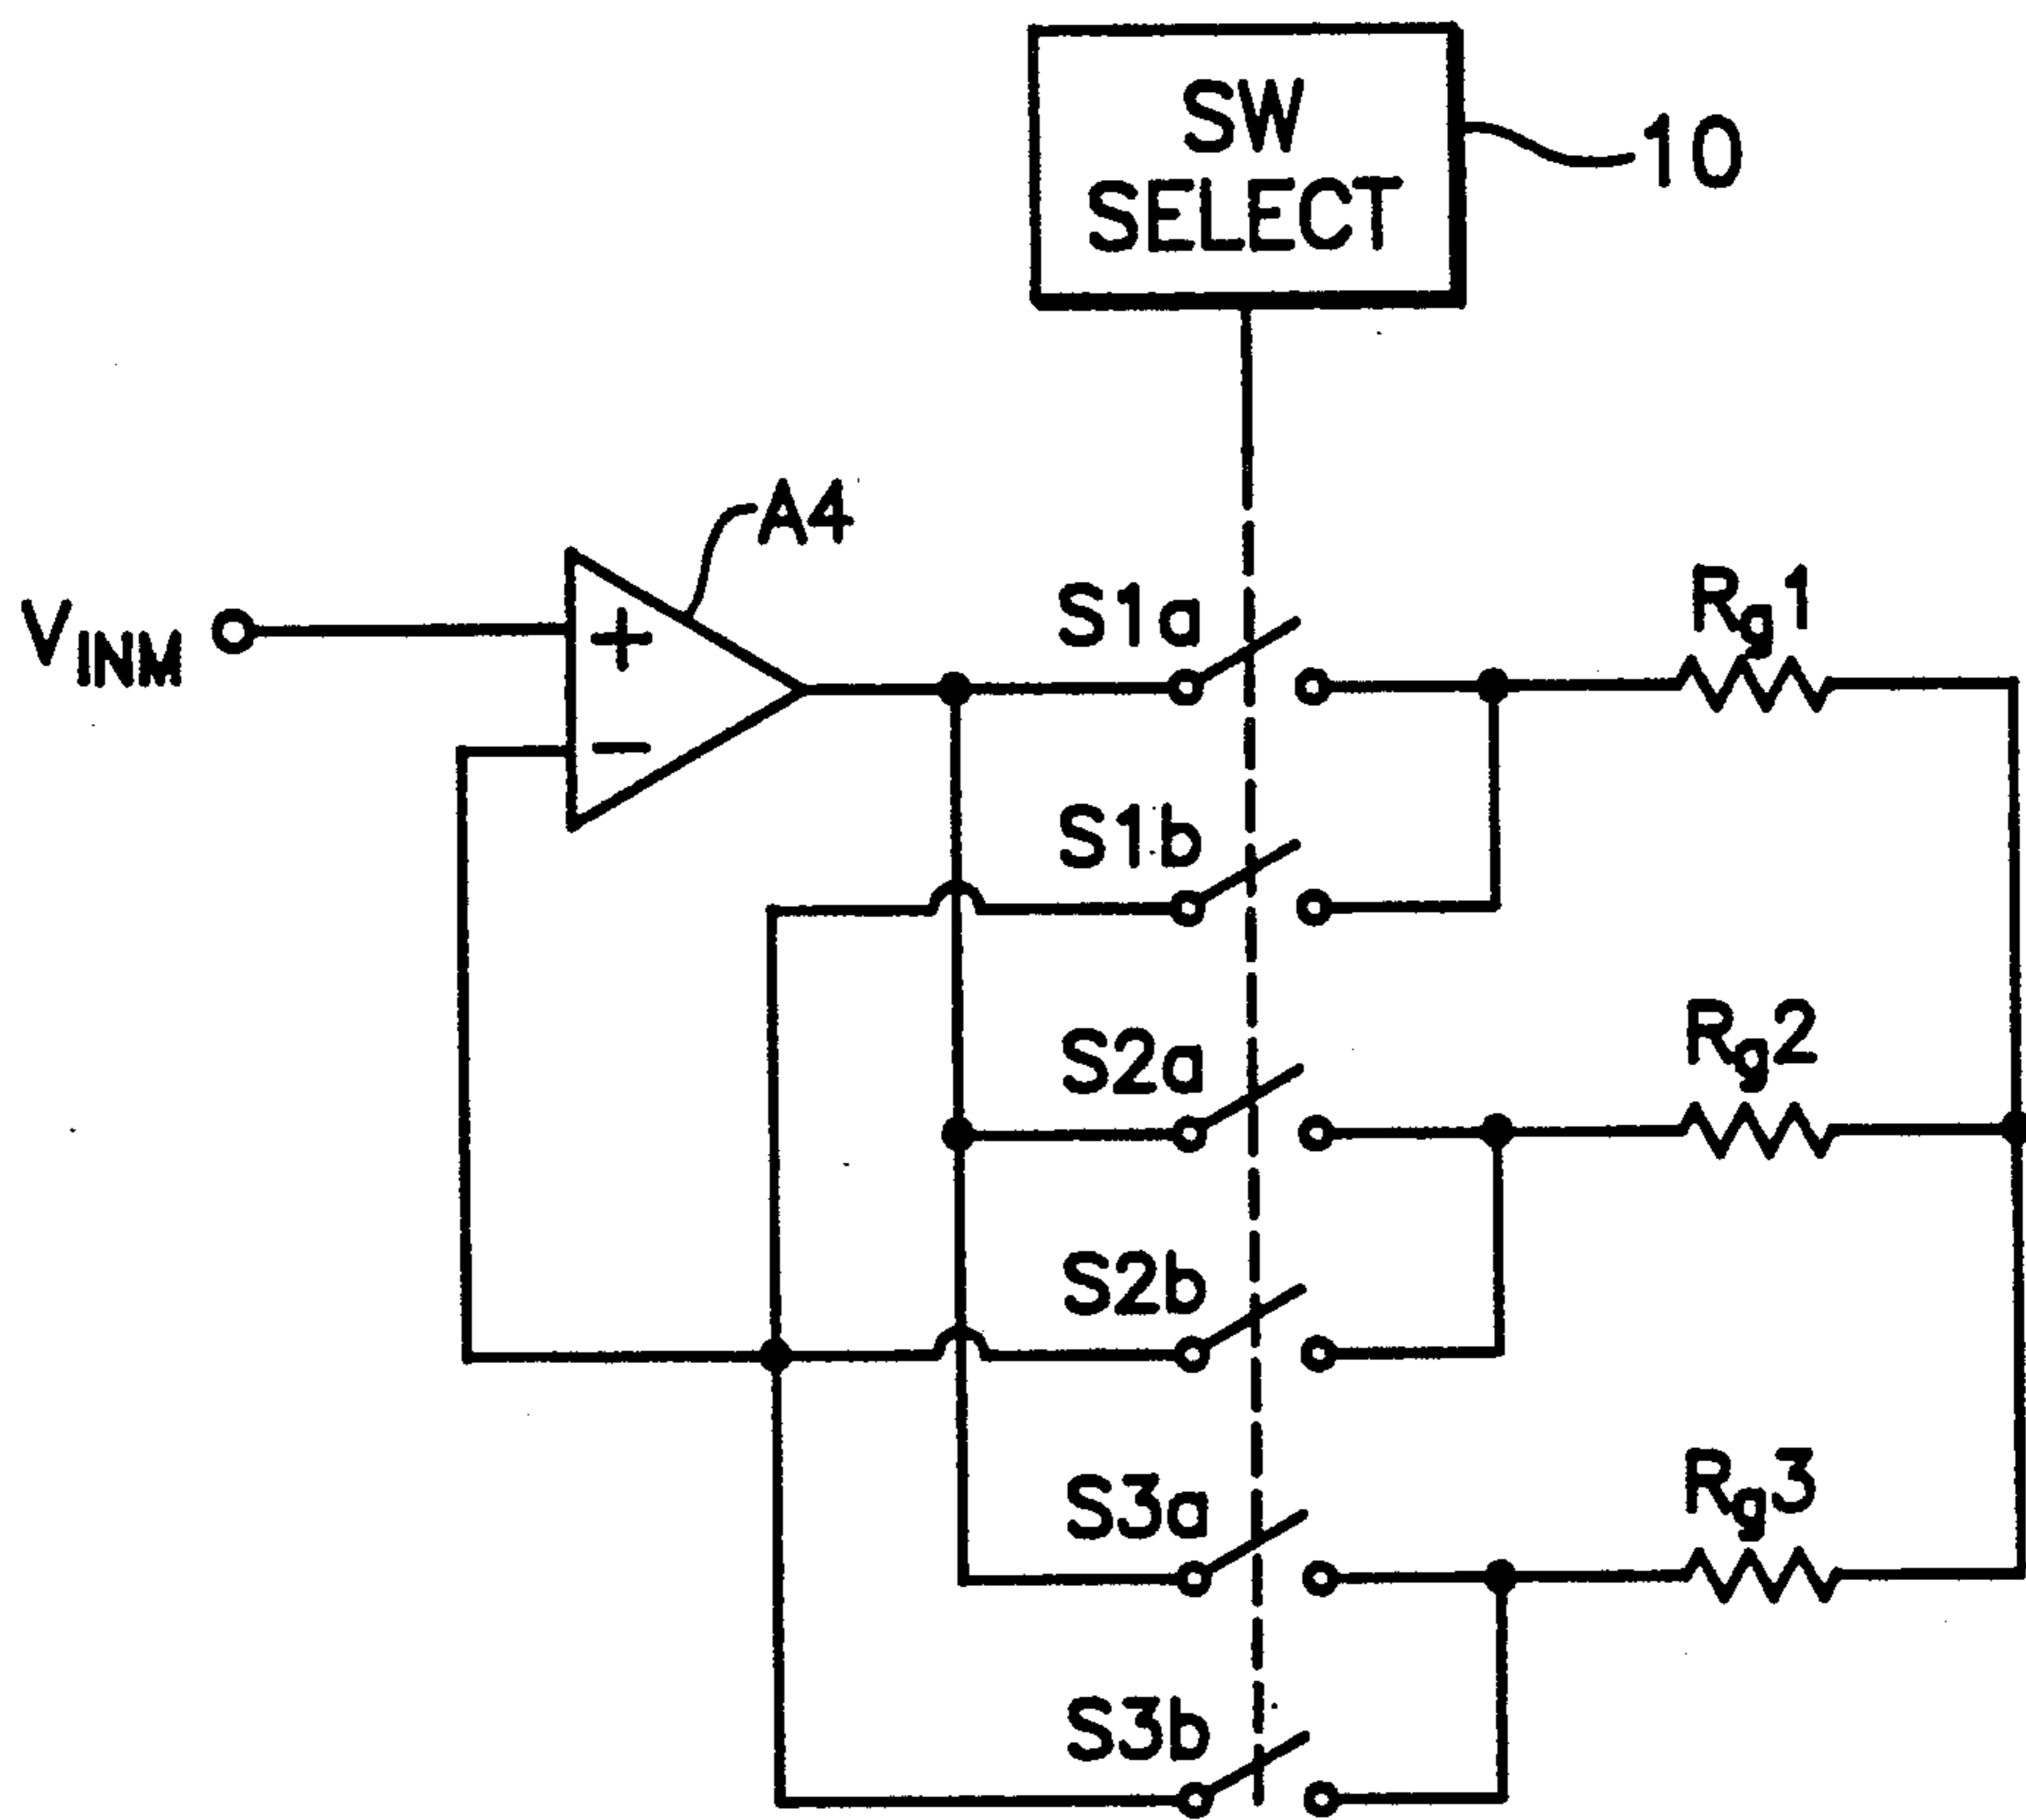 SW
SELECT
10
A4
VINM
+
−
S1a
Rg1
S1b
S2a
Rg2
S2b
S3a
Rg3
S3b